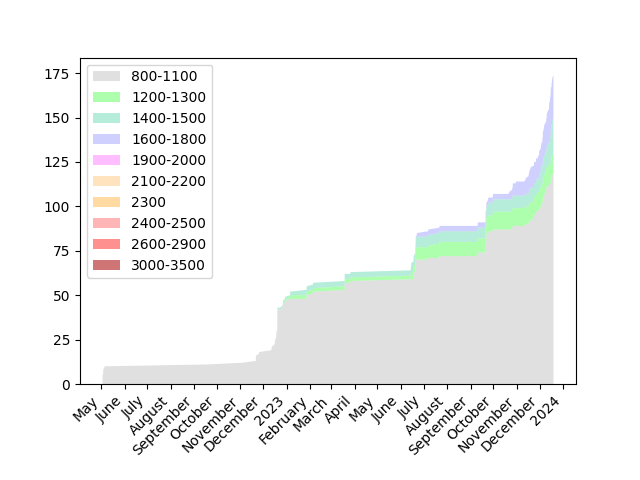 175
150
125
100
75
50
25
0
800-1100
1200-1300
1400-1500
1600-1800
1900-2000
2100-2200
2300
2400-2500
2600-2900
3000-3500
May
June
July
August
September
October
November
December
2023
February
March
April
May
June
July
August
September
October
November
December
2024